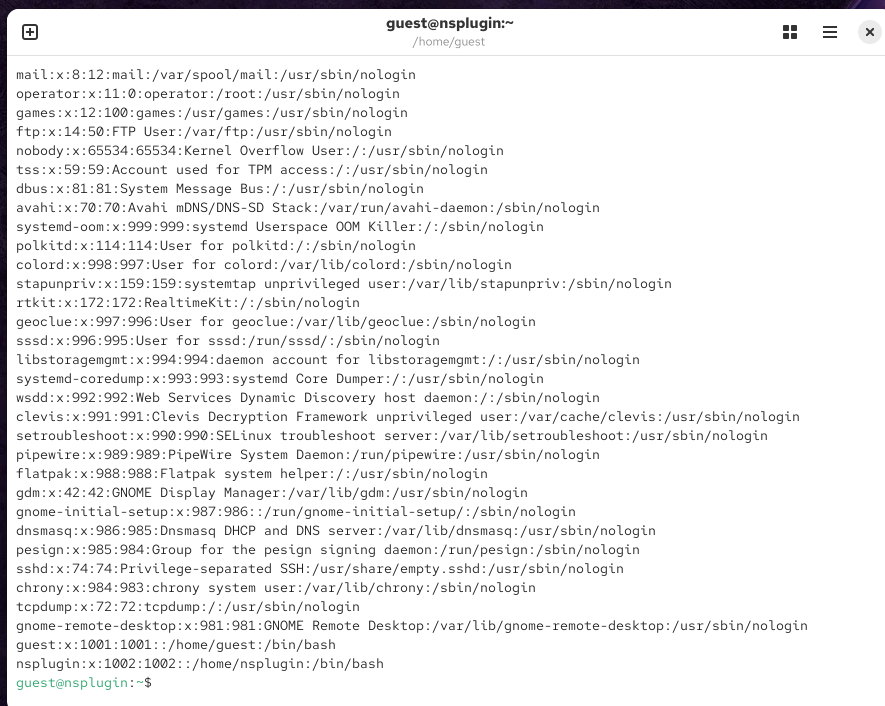 guest@nsplugin:~
/home/guest
mail:x:8:12:mail:/var/spool/mail:/usr/sbin/nologin
operator:x:11:0:operator:/root:/usr/sbin/nologin
games:x:12:100:games:/usr/games:/usr/sbin/nologin
ftp:x:14:50:FTP User:/var/ftp:/usr/sbin/nologin
nobody:x:65534:65534:Kernel Overflow User:/:/usr/sbin/nologin
tss:x:59:59:Account used for TPM access:/:/usr/sbin/nologin
dbus:x:81:81:System Message Bus:/:/usr/sbin/nologin
avahi:x:70:70:Avahi mDNS/DNS-SD Stack:/var/run/avahi-daemon:/sbin/nologin
systemd-oom:x:999:999:systemd Userspace OOM Killer:/:/usr/sbin/nologin
polkitd:x:114:114:User for polkitd:/:/sbin/nologin
colord:x:998:997:User for colord:/var/lib/colord:/sbin/nologin
stapunpriv:x:159:159:systemtap unprivileged user:/var/lib/stapunpriv:/sbin/nologin
rtkit:x:172:172:RealtimeKit:/:/sbin/nologin
geoclue:x:997:996:User for geoclue:/var/lib/geoclue:/sbin/nologin
sssd:x:996:995:User for sssd:/run/sssd/:/sbin/nologin
libstoragemgmt:x:994:994:daemon account for libstoragemgmt:/:/usr/sbin/nologin
systemd-coredump:x:993:993:systemd Core Dumper:/:/usr/sbin/nologin
wsdd:x:992:992:Web Services Dynamic Discovery host daemon:/:/sbin/nologin
clevis:x:991:991:Clevis Decryption Framework unprivileged user:/var/cache/clevis:/usr/sbin/nologin
setroubleshoot:x:990:990:SELinux troubleshoot server:/var/lib/setroubleshoot:/usr/sbin/nologin
pipewire:x:989:989:PipeWire System Daemon:/run/pipewire:/usr/sbin/nologin
flatpak:x:988:988:Flatpak system helper:/:/usr/sbin/nologin
gdm:x:42:42:GNOME Display Manager:/var/lib/gdm:/usr/sbin/nologin
gnome-initial-setup:x:987:986::/run/gnome-initial-setup/:/sbin/nologin
dnsmasq:x:986:985:Dnsmasq DHCP and DNS server:/var/lib/dnsmasq:/usr/sbin/nologin
pesign:x:985:984:Group for the pesign signing daemon:/run/pesign:/sbin/nologin
sshd:x:74:74:Privilege-separated SSH:/usr/share/empty.sshd:/usr/sbin/nologin
chrony:x:984:983:chrony system user:/var/lib/chrony:/sbin/nologin
tcpdump:x:72:72:tcpdump:/:/usr/sbin/nologin
gnome-remote-desktop:x:981:981:GNOME Remote Desktop:/var/lib/gnome-remote-desktop:/usr/sbin/nologin
guest:x:1001:1001::/home/guest:/bin/bash
nsplugin:x:1002:1002::/home/nsplugin:/bin/bash
guest@nsplugin:~$